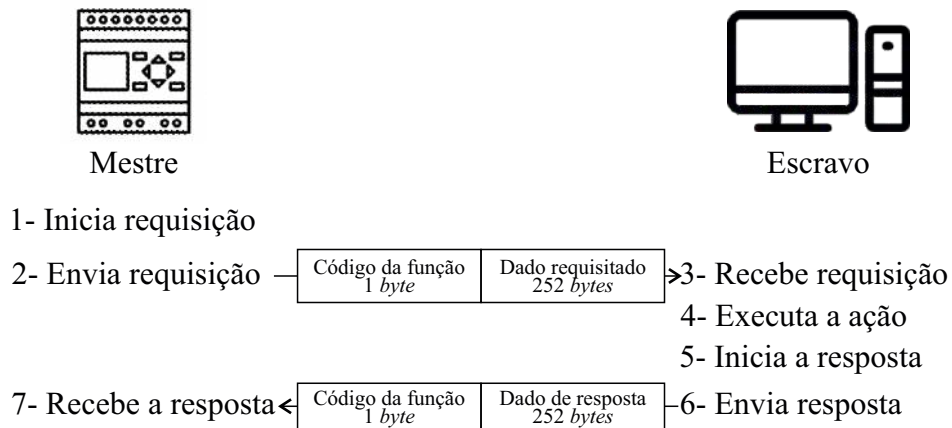 Mestre
Escravo
1- Inicia requisição
2- Envia requisição
Código da função
1 byte
Dado requisitado
252 bytes
3- Recebe requisição
4- Executa a ação
5- Inicia a resposta
7- Recebe a resposta
Código da função
1 byte
Dado de resposta
252 bytes
6- Envia resposta